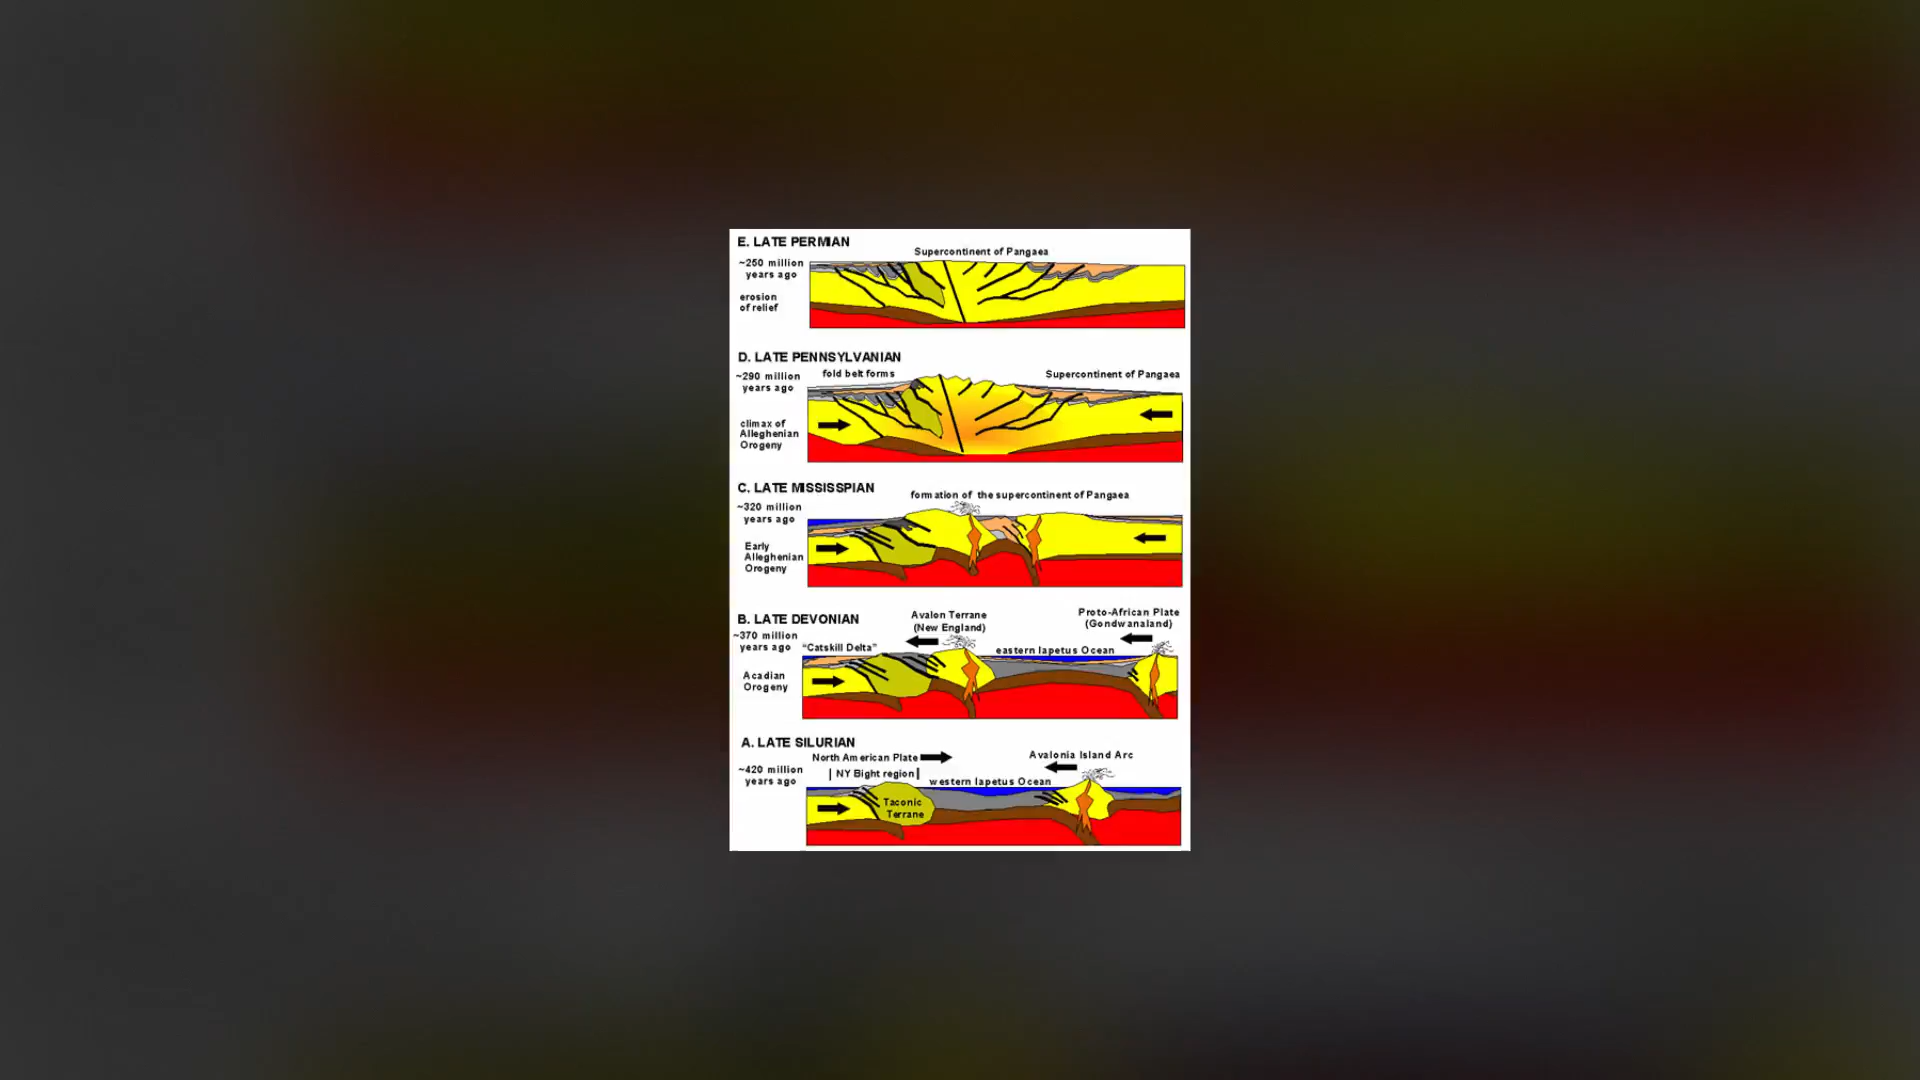 E. LATE PERMIAN
Supercontinent of Pangaea
~250 million
years ago
erosion
of relief
D. LATE PENNSYLVANIAN
fold belt forms
Supercontinent of Pangaea
~290 million
years ago
climax of
Alleghenian
Orogeny
C. LATE MISSISSPIAN
formation of the supercontinent of Pangaea
~320 million
years ago
Early
Alleghenian
Orogeny
B. LATE DEVONIAN
Avalon Terrane
(New England)
Proto-African Plate
(Gondwanaland)
~370 million
years ago
"Catskill Delta"
eastern Iapetus Ocean
Acadian
Orogeny
A. LATE SILURIAN
North American Plate
Avalonia Island Arc
~420 million
years ago
NY Bight region
western Iapetus Ocean
Taconic
Terrane